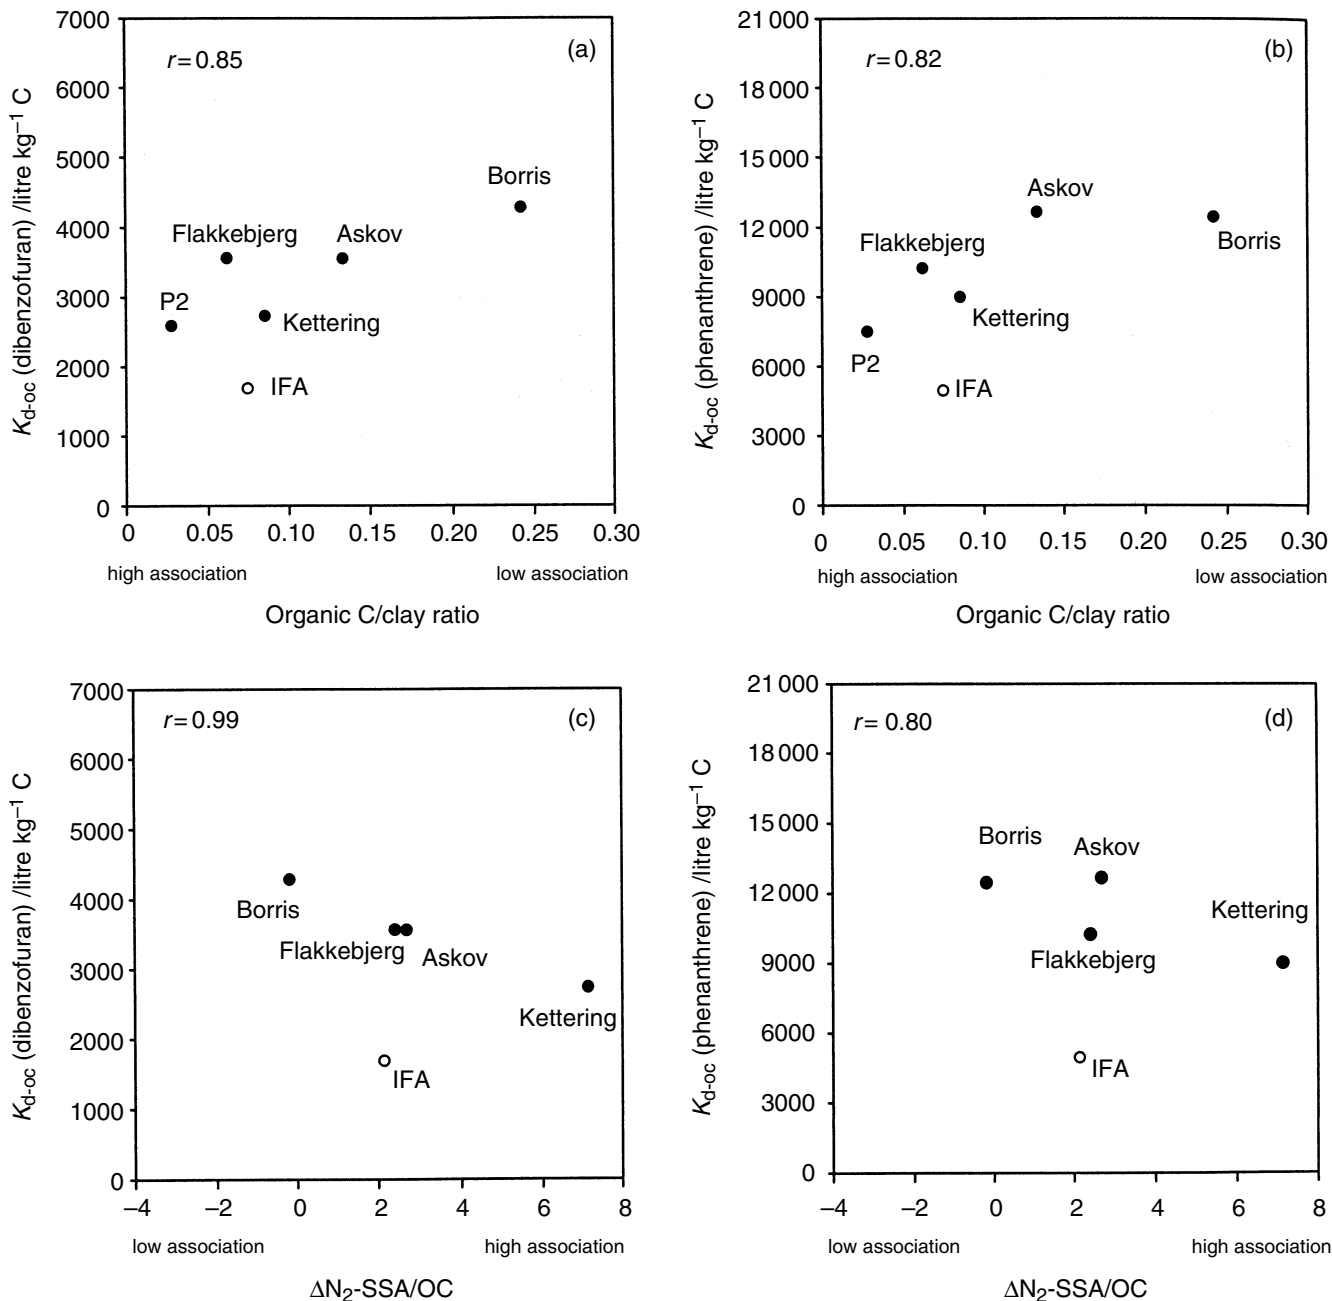 7000
6000
5000
4000
3000
2000
1000
0
K_d-oc (dibenzofuran) /litre kg⁻¹ C
r = 0.85
(a)
Borris
Flakkebjerg
Askov
P2
Kettering
IFA
0 0.05 0.10 0.15 0.20 0.25 0.30
high association low association
Organic C/clay ratio
21 000
18 000
15 000
12 000
9000
6000
3000
0
K_d-oc (phenanthrene) /litre kg⁻¹ C
r = 0.82
(b)
Askov
Flakkebjerg
Borris
Kettering
P2
IFA
0 0.05 0.10 0.15 0.20 0.25 0.30
high association low association
Organic C/clay ratio
7000
6000
5000
4000
3000
2000
1000
0
K_d-oc (dibenzofuran) /litre kg⁻¹ C
r = 0.99
(c)
Borris
Flakkebjerg
Askov
Kettering
IFA
–4 –2 0 2 4 6 8
low association high association
ΔN₂-SSA/OC
21 000
18 000
15 000
12 000
9000
6000
3000
0
K_d-oc (phenanthrene) /litre kg⁻¹ C
r = 0.80
(d)
Borris
Askov
Kettering
Flakkebjerg
IFA
–4 –2 0 2 4 6 8
low association high association
ΔN₂-SSA/OC